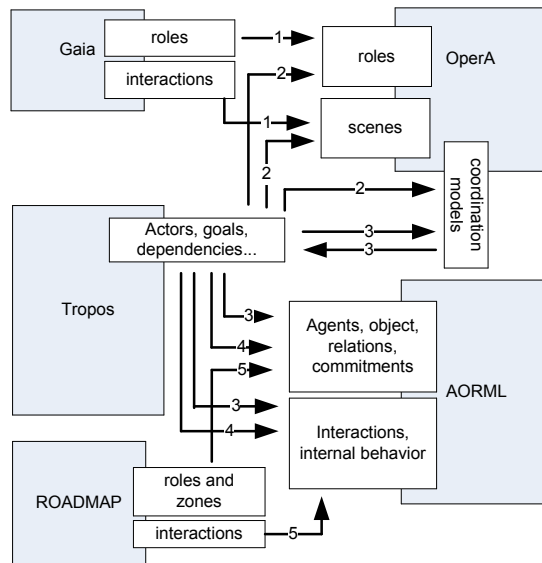 Gaia
roles
interactions
1
2
1
2
roles
scenes
OperA
coordination
models
2
3
3
Tropos
Actors, goals,
dependencies...
3
4
5
3
4
Agents, object,
relations,
commitments
AORML
Interactions,
internal behavior
ROADMAP
roles and
zones
interactions
5